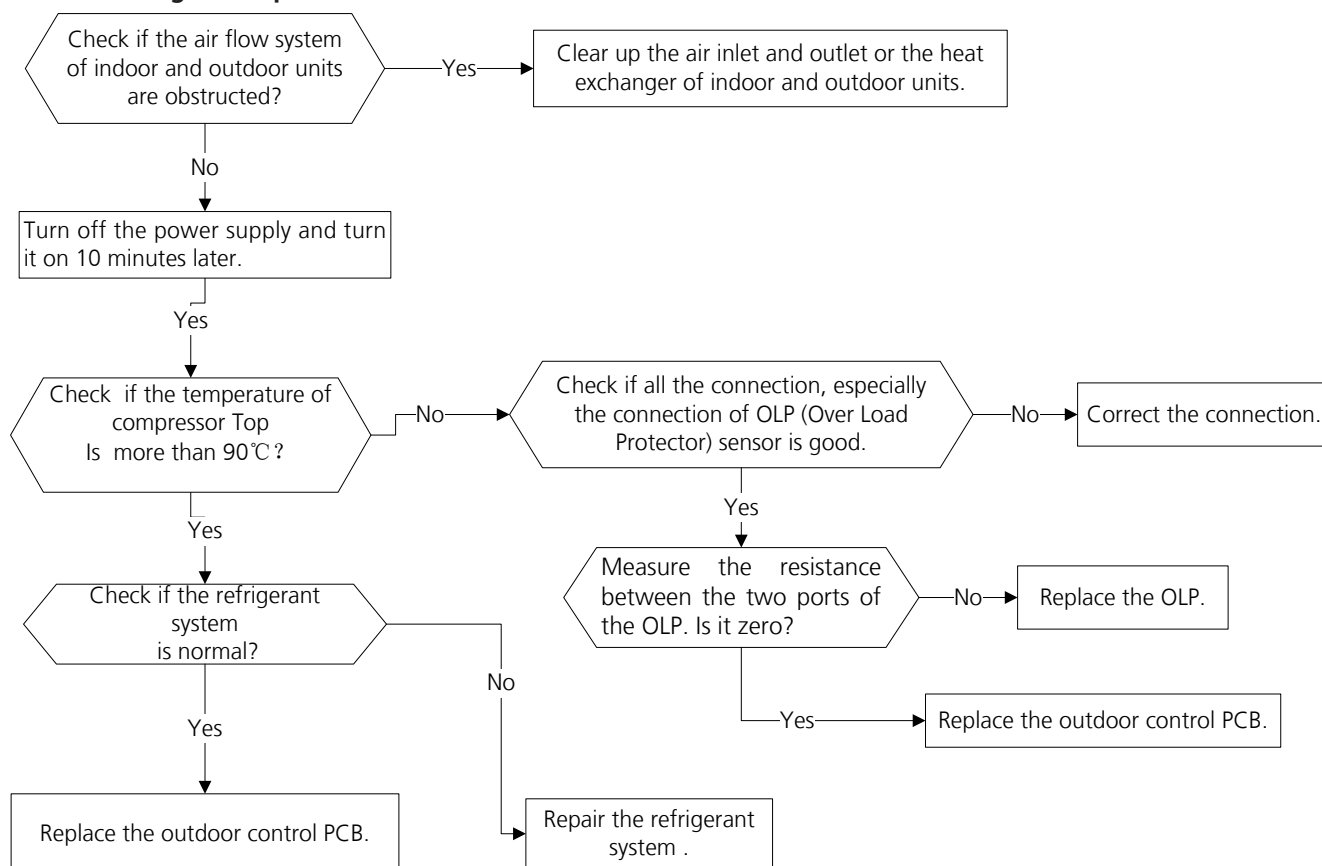 Check if the air flow system
of indoor and outdoor units
are obstructed?
Yes
Clear up the air inlet and outlet or the heat
exchanger of indoor and outdoor units.
No
Turn off the power supply and turn
it on 10 minutes later.
Yes
Check if the temperature of
compressor Top
Is more than 90℃?
No
Check if all the connection, especially
the connection of OLP (Over Load
Protector) sensor is good.
No
Correct the connection.
Yes
Yes
Measure the resistance
between the two ports of
the OLP. Is it zero?
No
Replace the OLP.
Check if the refrigerant
system
is normal?
No
Yes
Yes
Replace the outdoor control PCB.
Replace the outdoor control PCB.
Repair the refrigerant
system .